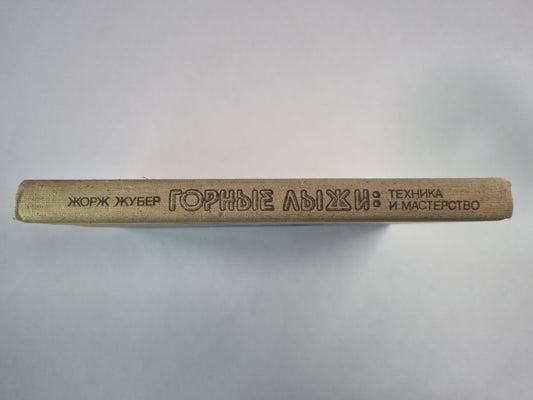 ЖОРЖ ЖУБЕР ГОРНЫЕ ЛЫЖИ: ТЕХНИКА
И МАСТЕРСТВО